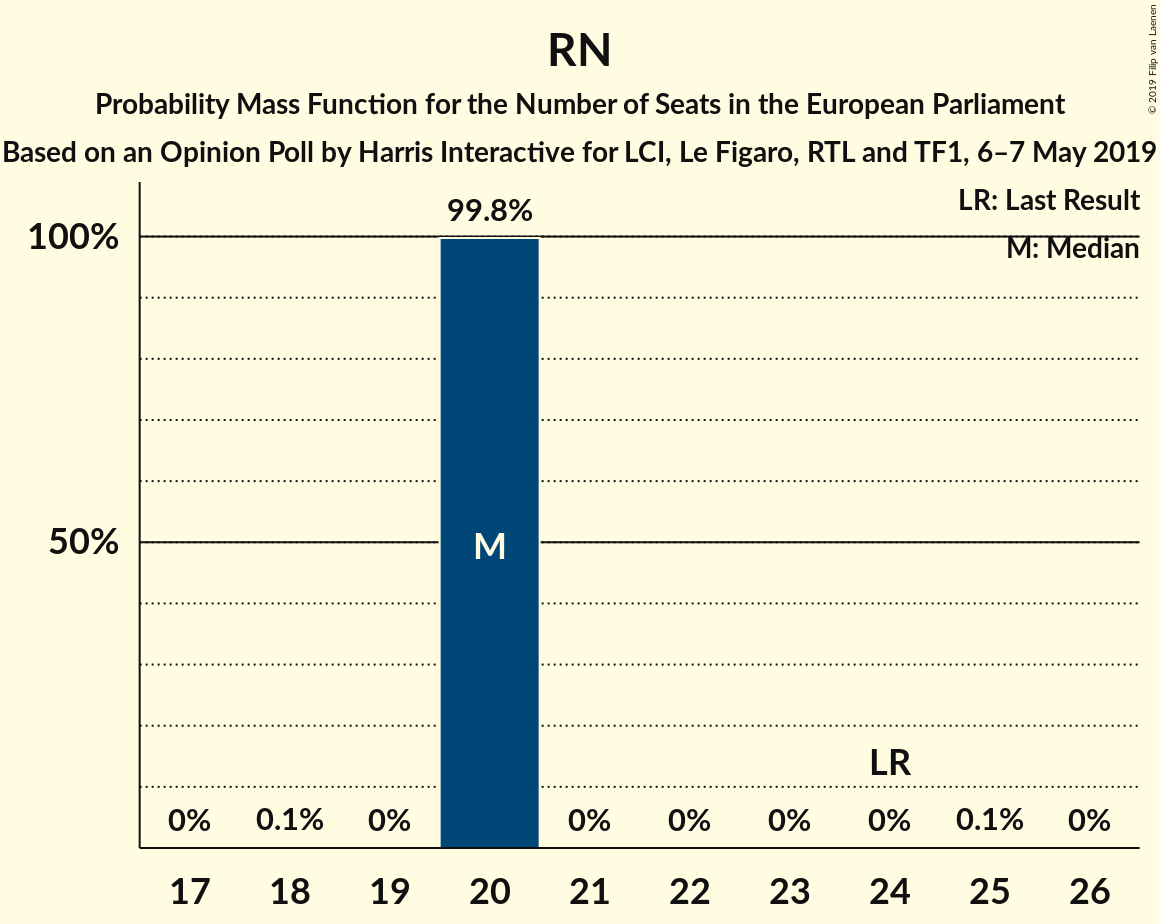 RN
Probability Mass Function for the Number of Seats in the European Parliament
Based on an Opinion Poll by Harris Interactive for LCI, Le Figaro, RTL and TF1, 6–7 May 2019
© 2019 Filip van Laenen
LR: Last Result
M: Median
99.8%
100%
50%
M
LR
0% 0.1% 0% 0% 0% 0% 0% 0.1% 0%
17 18 19 20 21 22 23 24 25 26